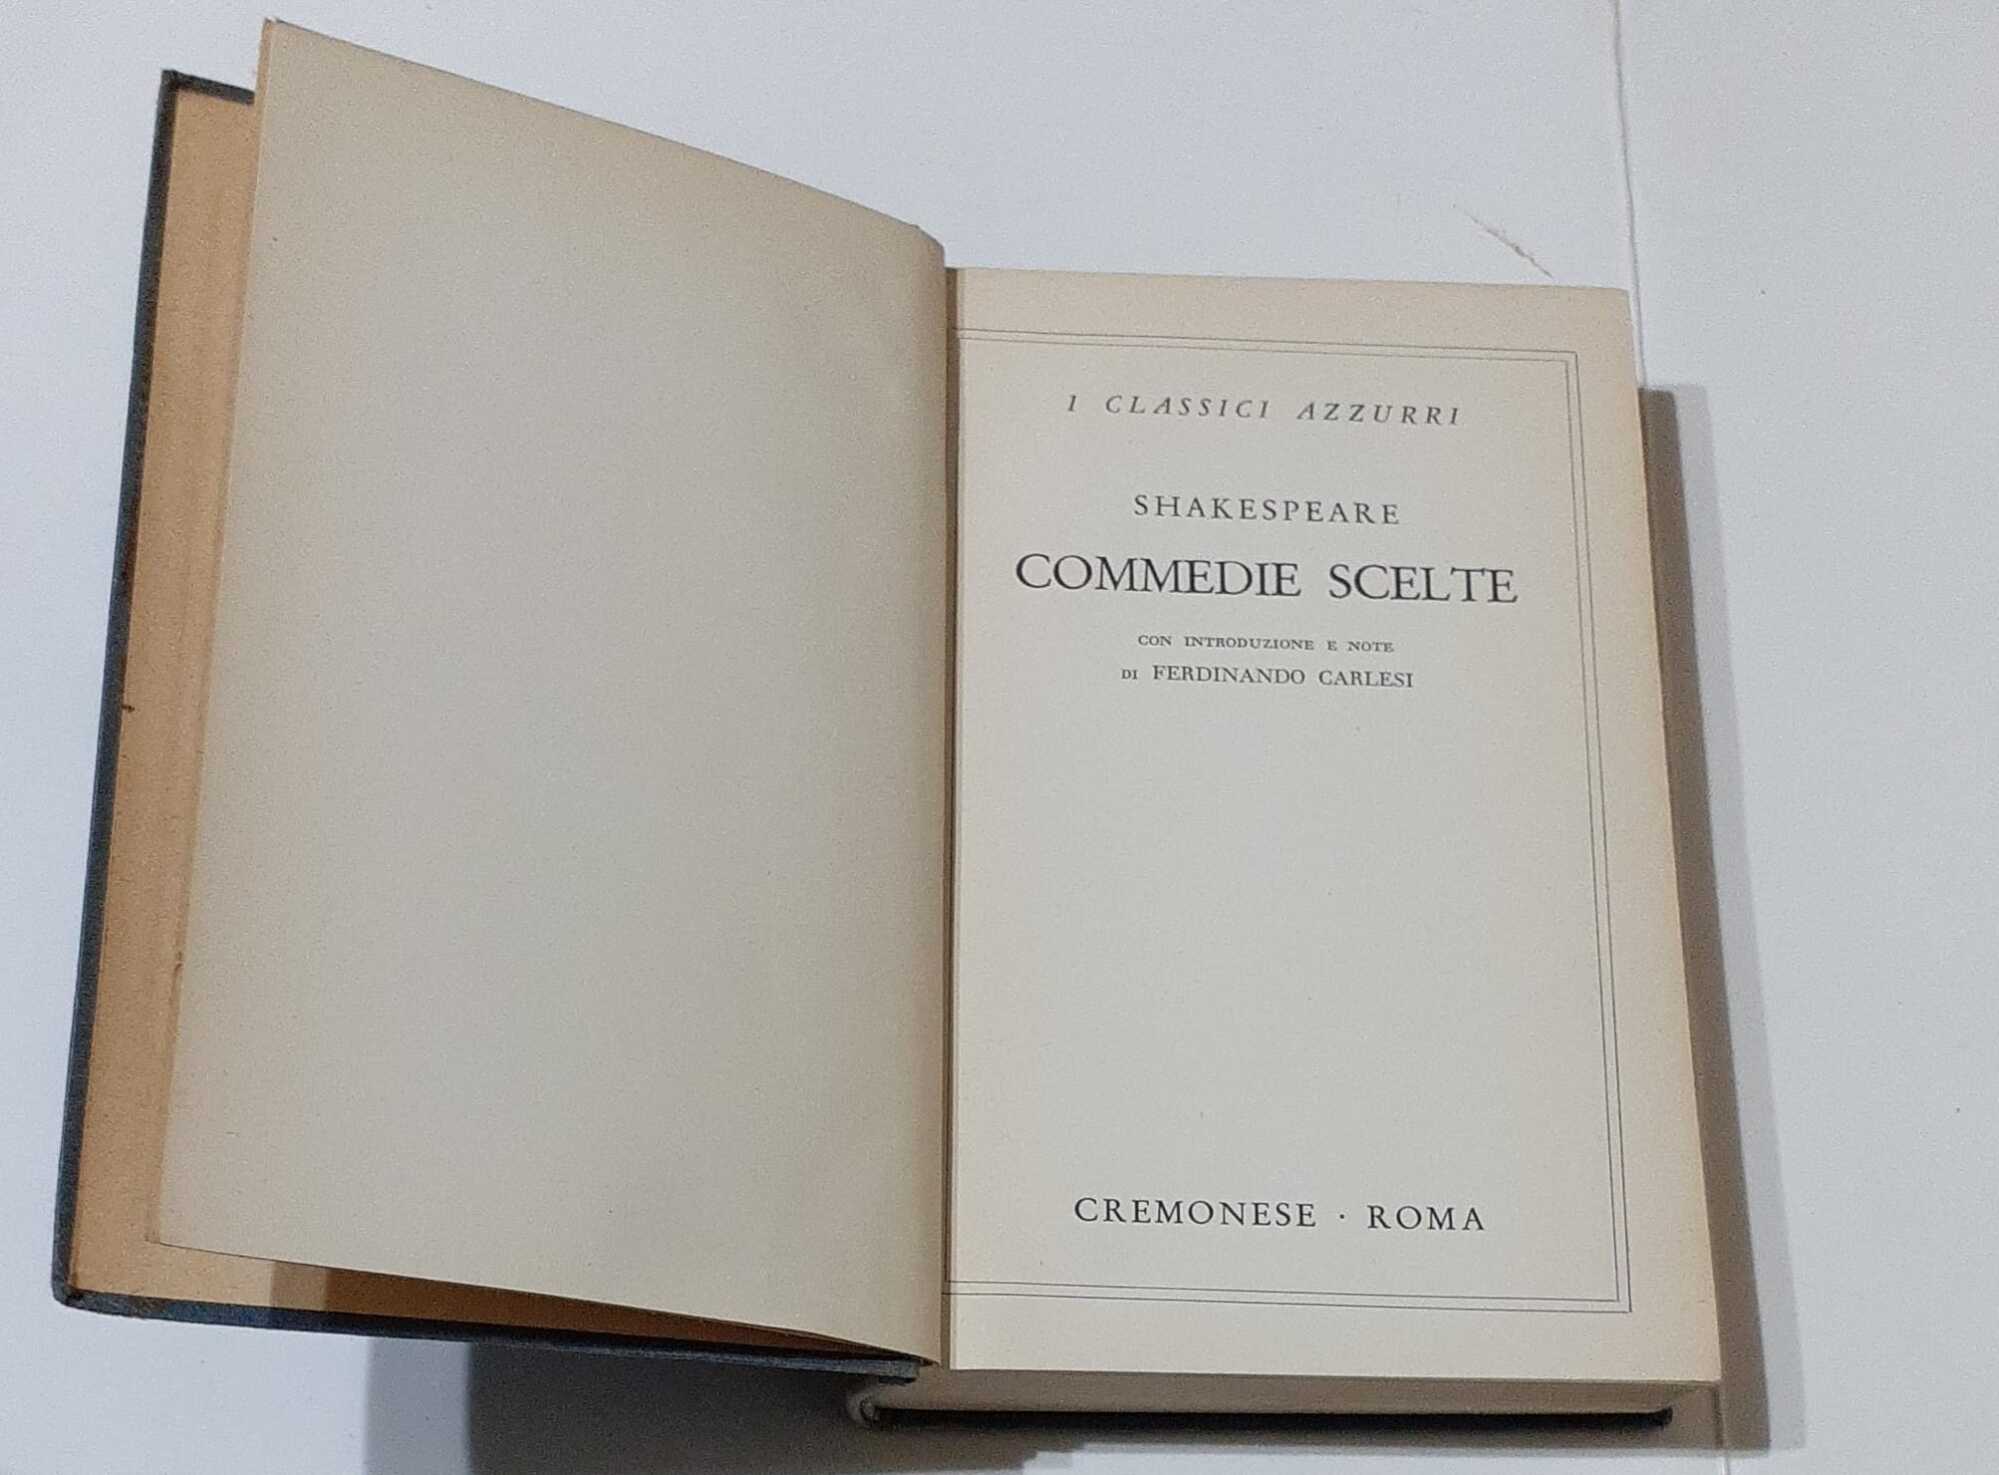 I CLASSICI AZZURRI
SHAKESPEARE
COMMEDIE SCELTE
CON INTRODUZIONE E NOTE
DI FERDINANDO CARLESI
CREMONESE · ROMA